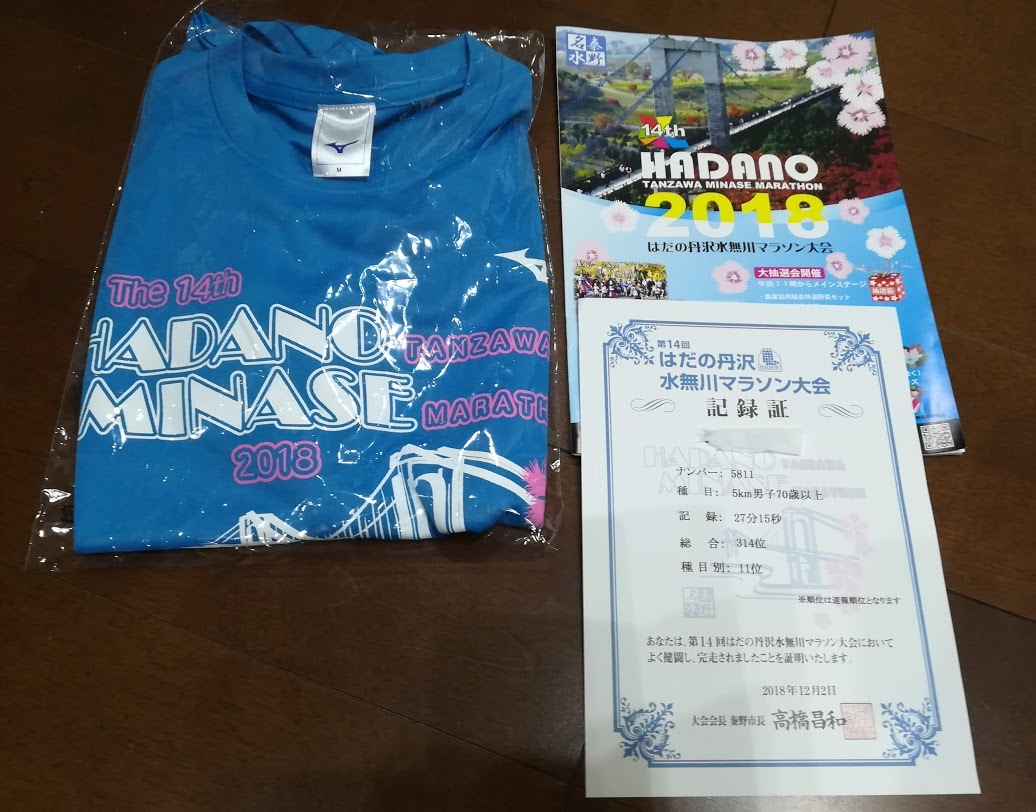 M
The 14th
HADANO
TANZAWA
MINASE
MARATH
2018
秦野
名水
14th
HADANO
TANZAWA MINASE MARATHON
2018
はだの丹沢水無川マラソン大会
大抽選会開催
午前11時からメインステージ
抽選箱
第14回
はだの丹沢
水無川マラソン大会
記録証
HADANO
TANZAWA
MARATHON
ナンバー: 5811
種 目: 5km男子70歳以上
記 録: 27分15秒
総 合: 314位
種目別: 11位
※順位は速報順位となります
あなたは、第14回はだの丹沢水無川マラソン大会において
よく健闘し、完走されましたことを証明いたします。
2018年12月2日
大会会長 秦野市長 高橋昌和